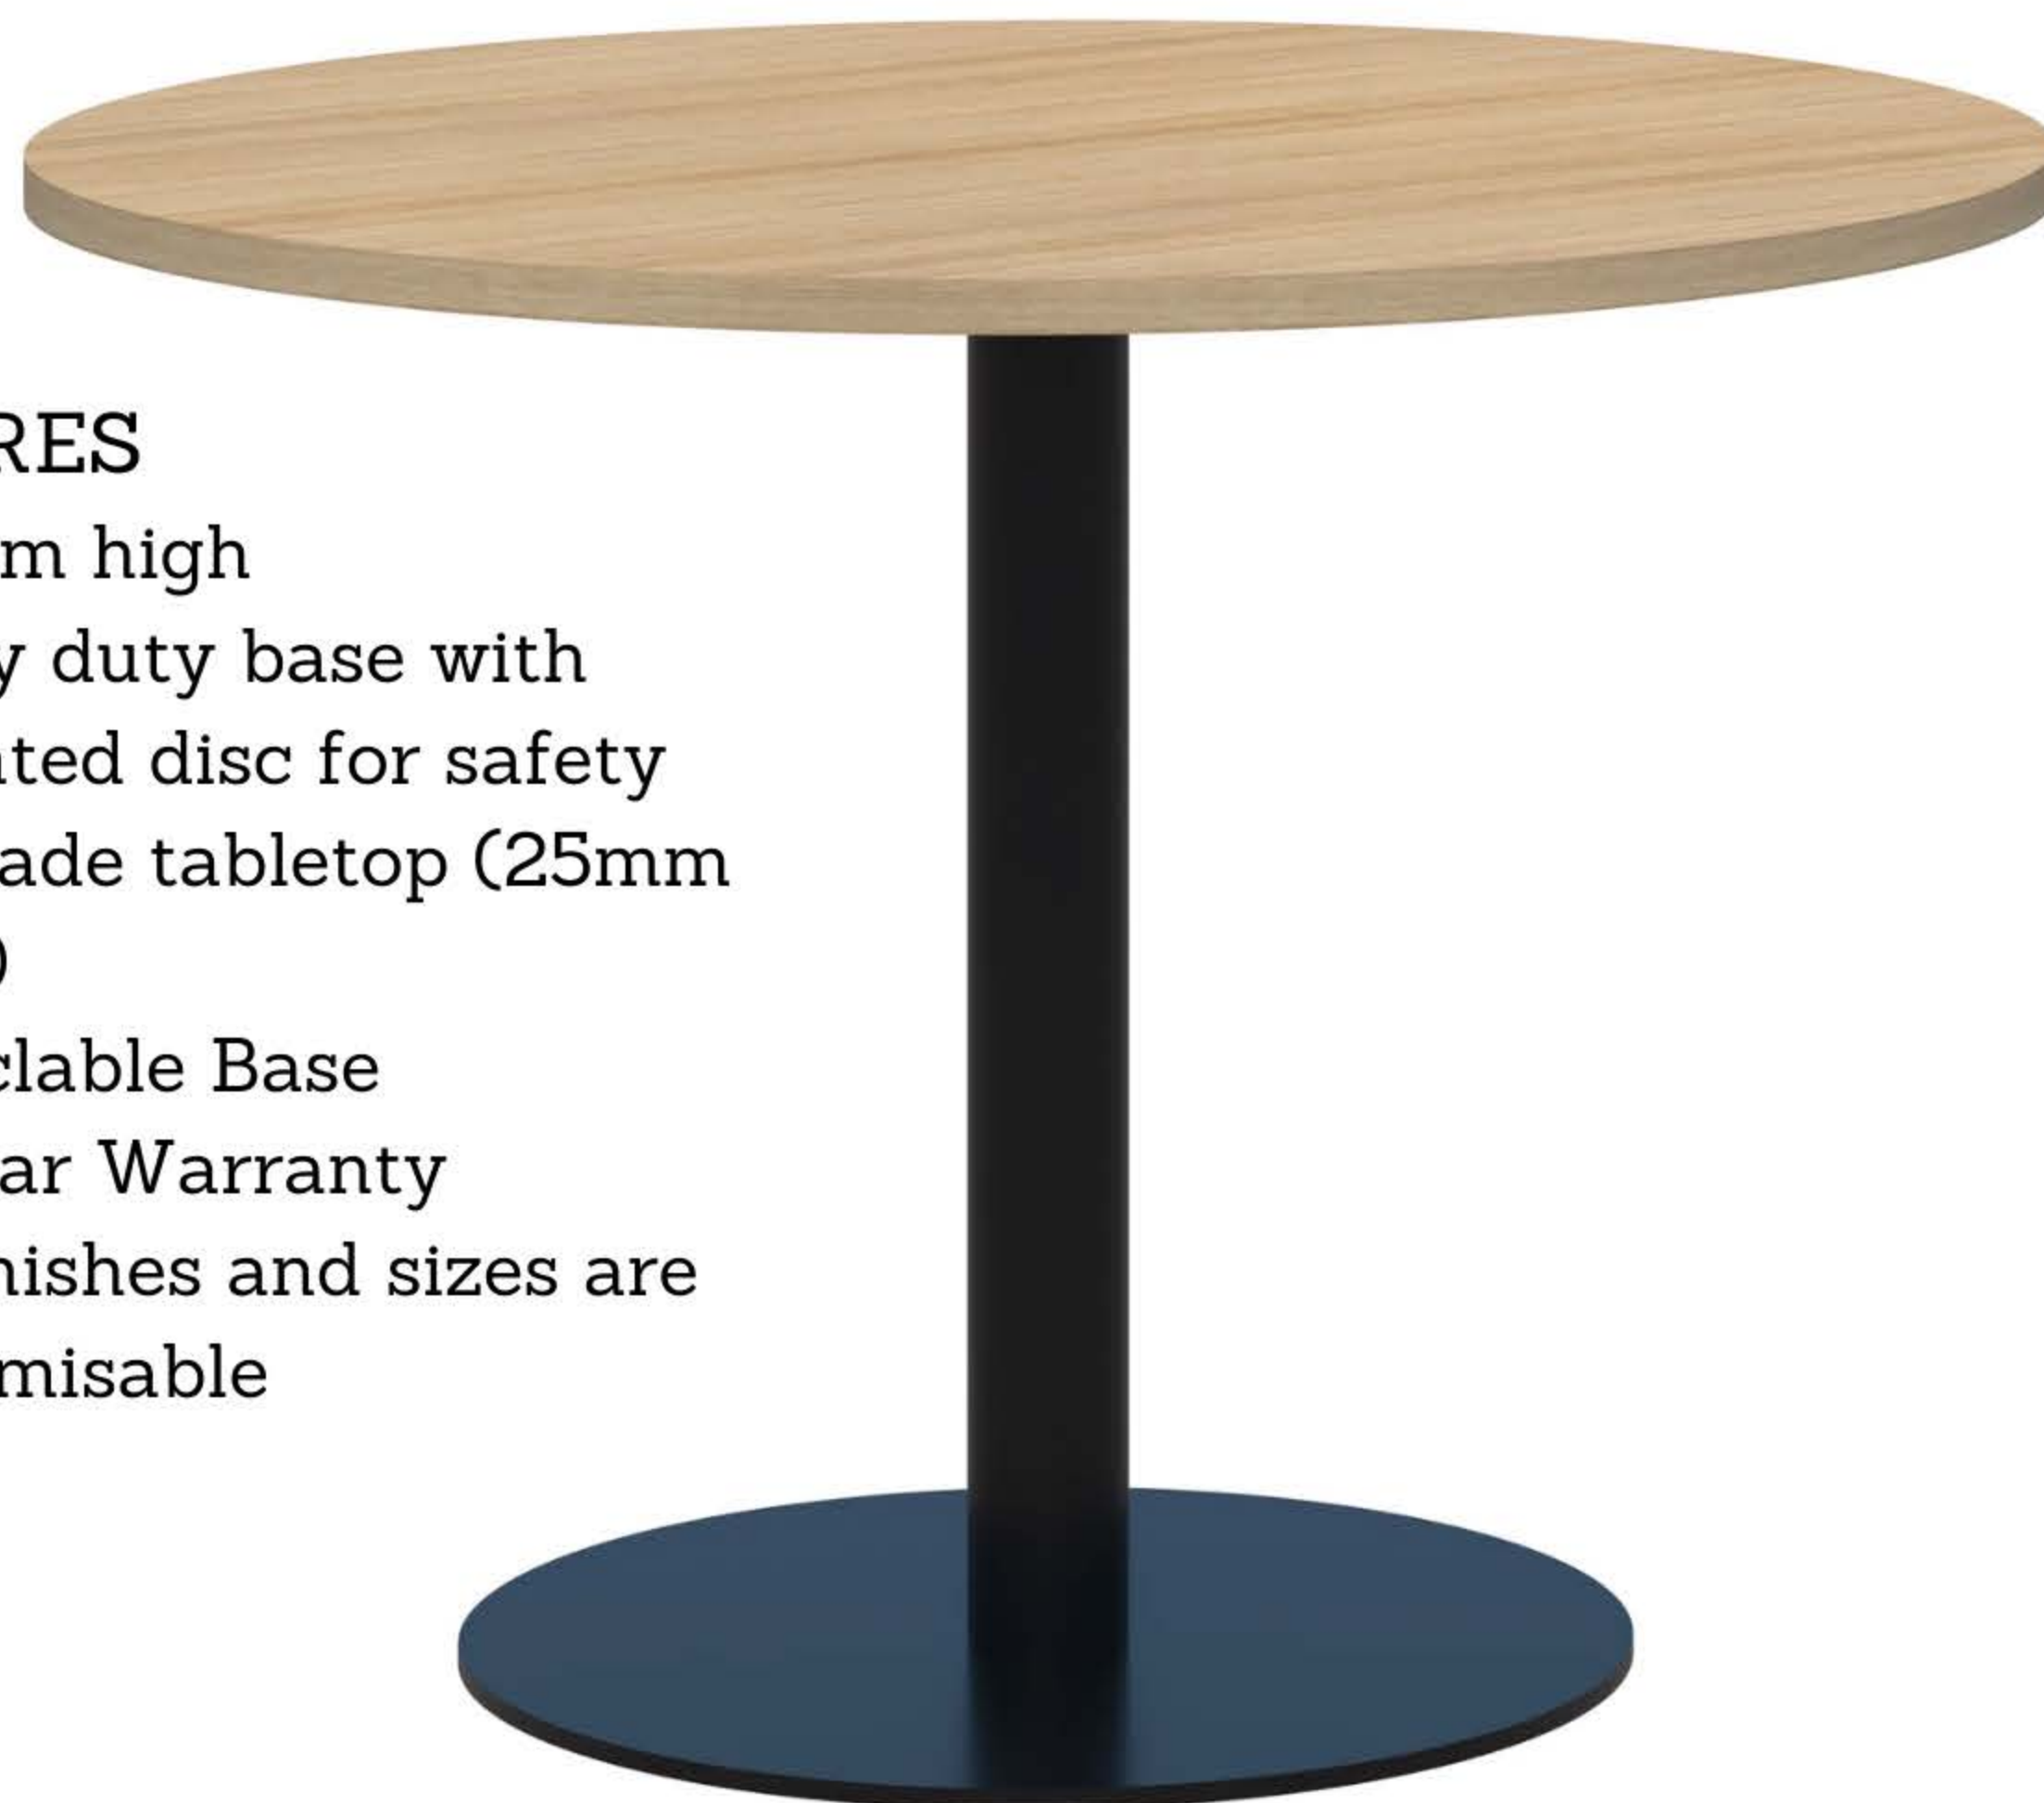 RES
m high
y duty base with
ted disc for safety
ade tabletop (25mm
)
clable Base
ar Warranty
nishes and sizes are
misable